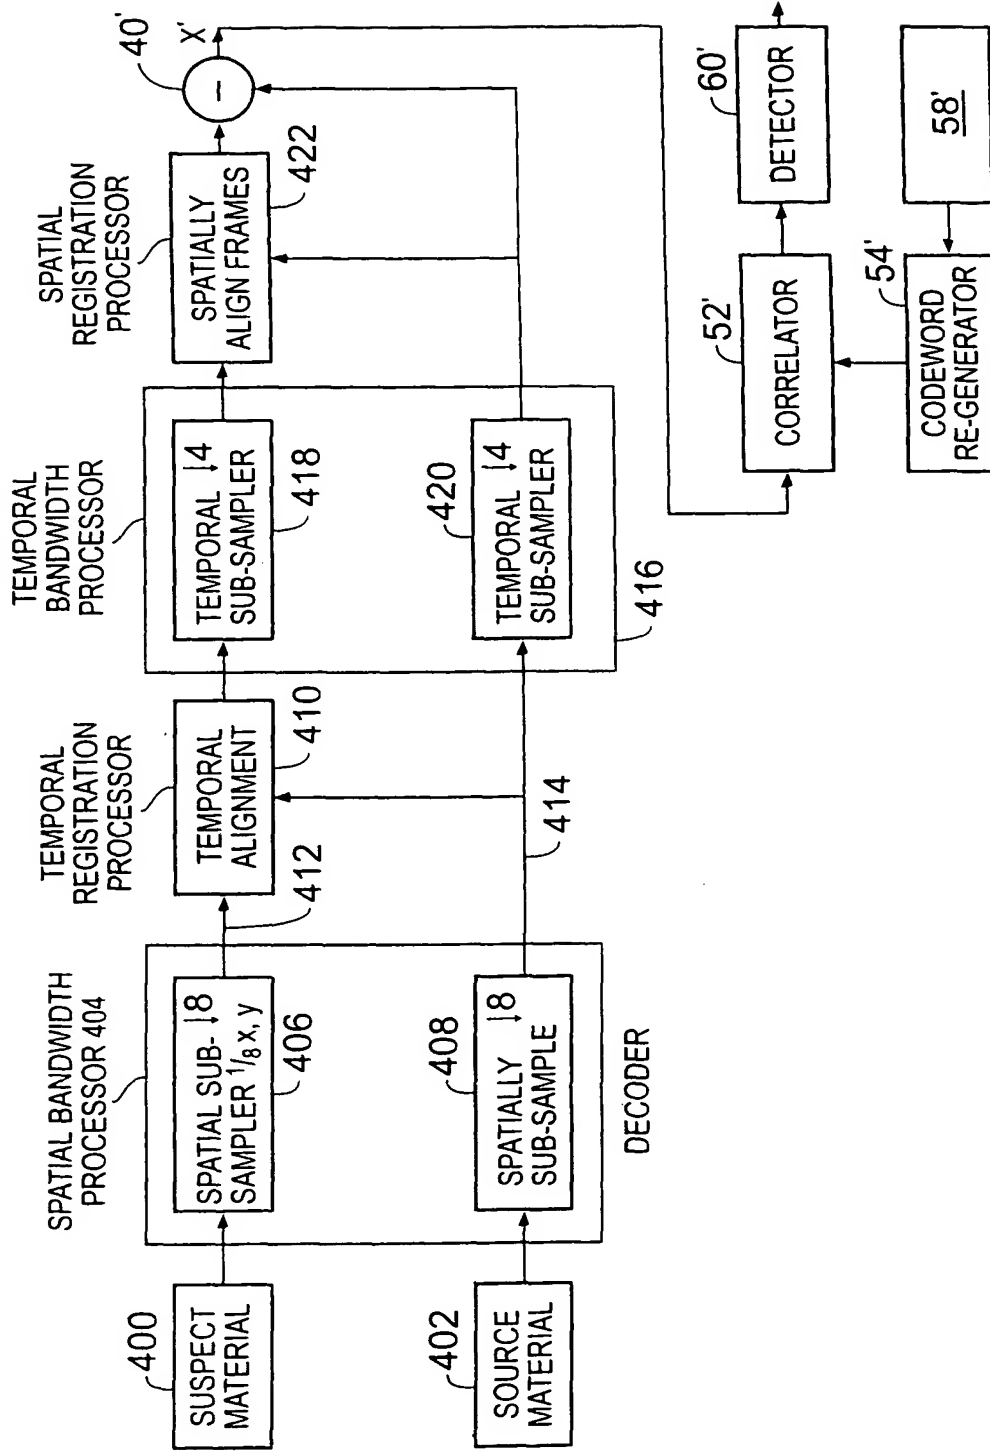 400
SUSPECT
MATERIAL
402
SOURCE
MATERIAL
SPATIAL BANDWIDTH
PROCESSOR 404
SPATIAL SUB- ↓8
SAMPLER 1/8 x, y
406
408
SPATIALLY ↓8
SUB-SAMPLE
DECODER
412
414
TEMPORAL
REGISTRATION
PROCESSOR
TEMPORAL
ALIGNMENT
410
TEMPORAL
BANDWIDTH
PROCESSOR
TEMPORAL ↓4
SUB-SAMPLER
418
420
TEMPORAL ↓4
SUB-SAMPLER
416
SPATIAL
REGISTRATION
PROCESSOR
SPATIALLY
ALIGN FRAMES
422
40'
−
X'
52'
CORRELATOR
60'
DETECTOR
54'
CODEWORD
RE-GENERATOR
58'